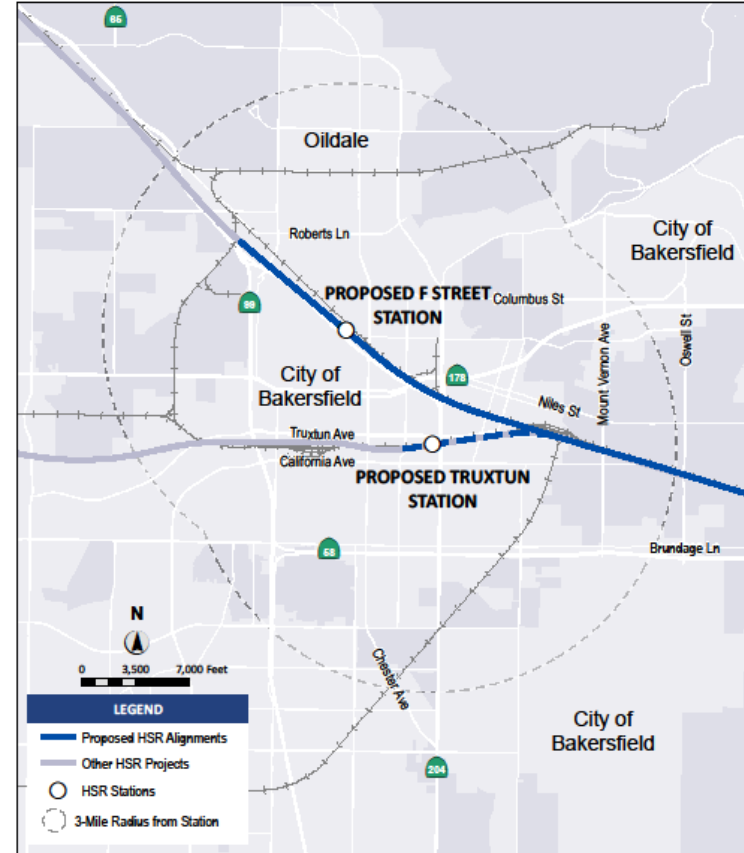 65
Oildale
Roberts Ln
City of
Bakersfield
PROPOSED F STREET
STATION
Columbus St
99
Mount Vernon Ave
Oswell St
City of
Bakersfield
178
Niles St
Truxtun Ave
California Ave
PROPOSED TRUXTUN
STATION
58
Brundage Ln
N
0 3,500 7,000 Feet
Chester Ave
City of
Bakersfield
204
LEGEND
Proposed HSR Alignments
Other HSR Projects
HSR Stations
3-Mile Radius from Station